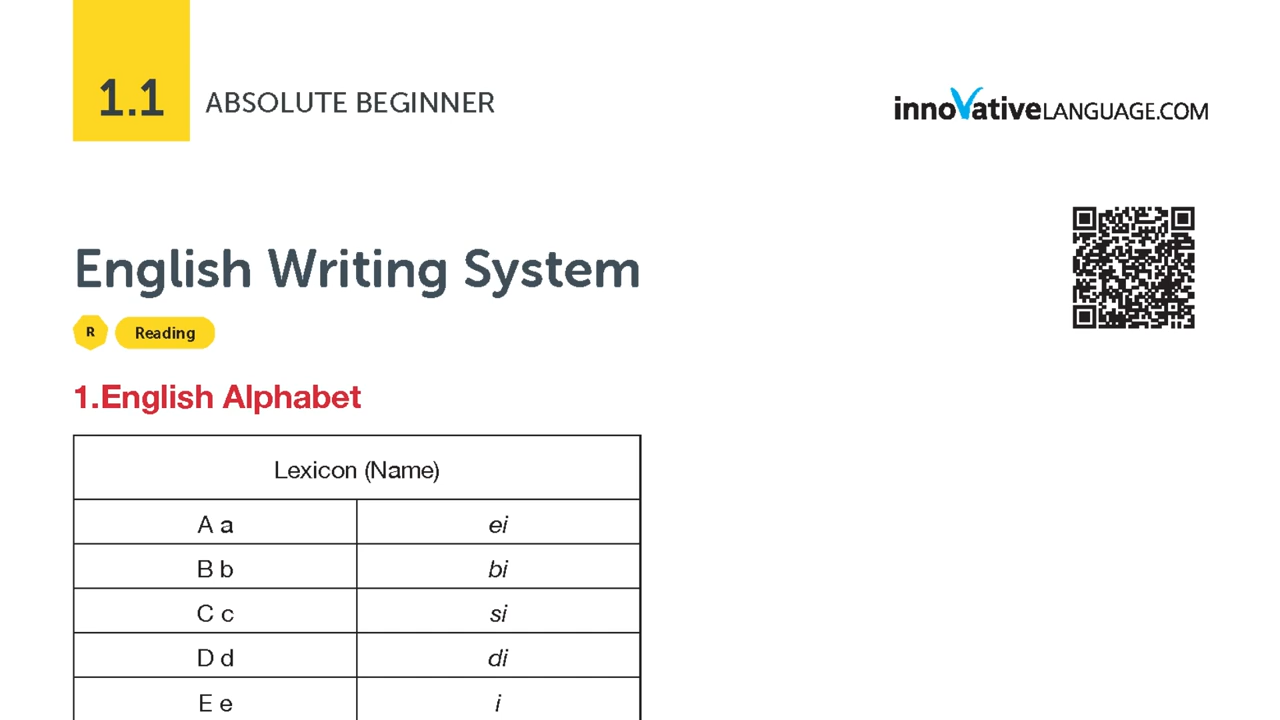 1.1 ABSOLUTE BEGINNER
innoVativeLANGUAGE.COM
English Writing System
R Reading
1.English Alphabet
Lexicon (Name)
A a ei
B b bi
C c si
D d di
E e i